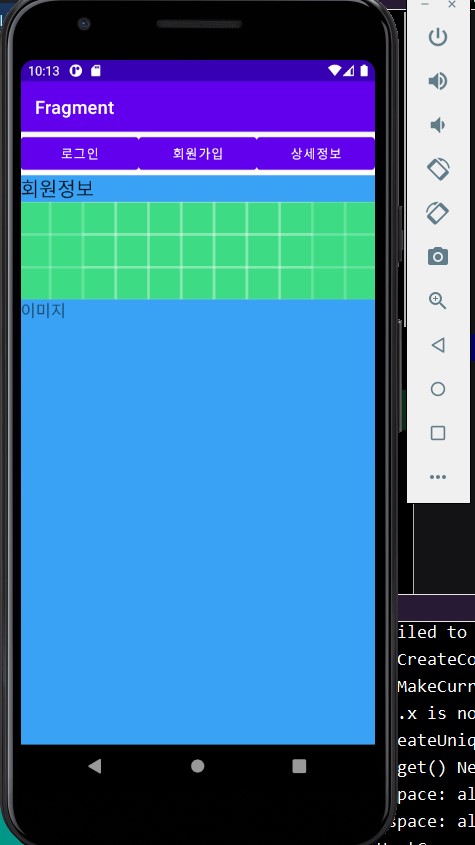 10:13
Fragment
로그인 회원가입 상세정보
회원정보
이미지
iled to
CreateCo
MakeCurr
.x is no
eateUniq
get() Ne
pace: al
space: al